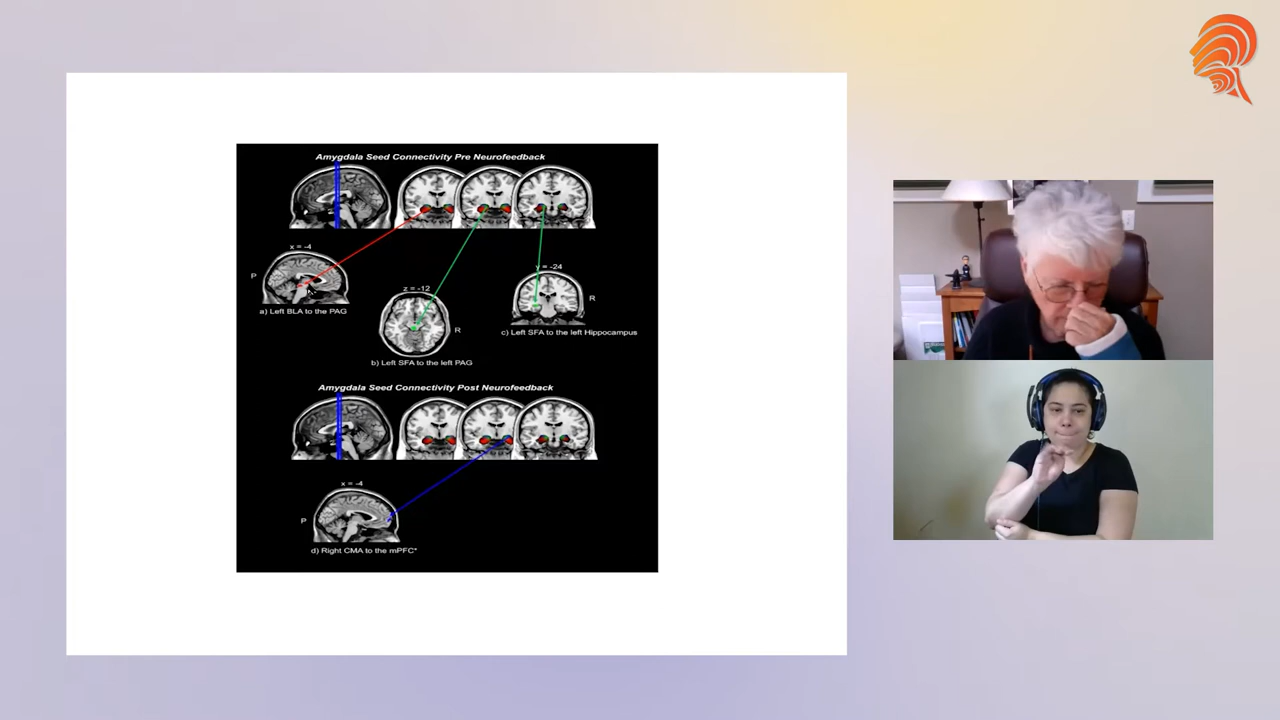 Amygdala Seed Connectivity Pre Neurofeedback
x = -4
P
a) Left BLA to the PAG
z = -12
R
b) Left SFA to the left PAG
y = -24
R
c) Left SFA to the left Hippocampus
Amygdala Seed Connectivity Post Neurofeedback
x = -4
P
d) Right CMA to the mPFC*